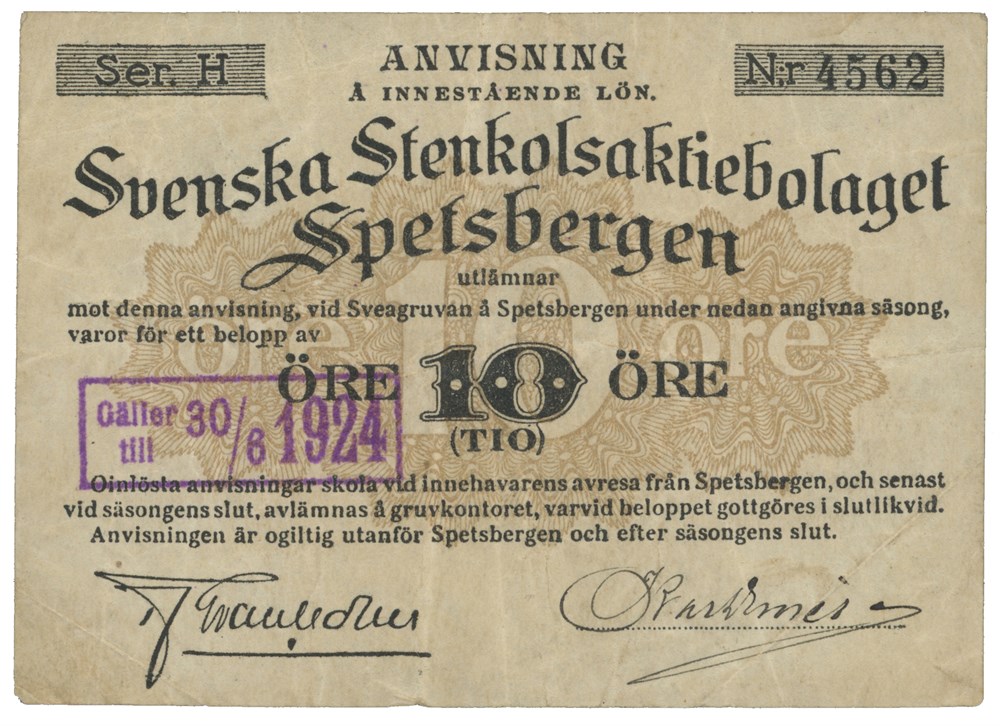 Ser. H
ANVISNING
Å INNESTÅENDE LÖN.
N:r 4562
Svenska Stenkolsaktiebolaget
Spetsbergen
utlämnar
mot denna anvisning, vid Sveagruvan å Spetsbergen under nedan angivna säsong,
varor för ett belopp av
öre 10 öre
ÖRE 10 ÖRE
(TIO)
Gäller till 30/6 1924
Oinlösta anvisningar skola vid innehavarens avresa från Spetsbergen, och senast
vid säsongens slut, avlämnas å gruvkontoret, varvid beloppet gottgöres i slutlikvid.
Anvisningen är ogiltig utanför Spetsbergen och efter säsongens slut.